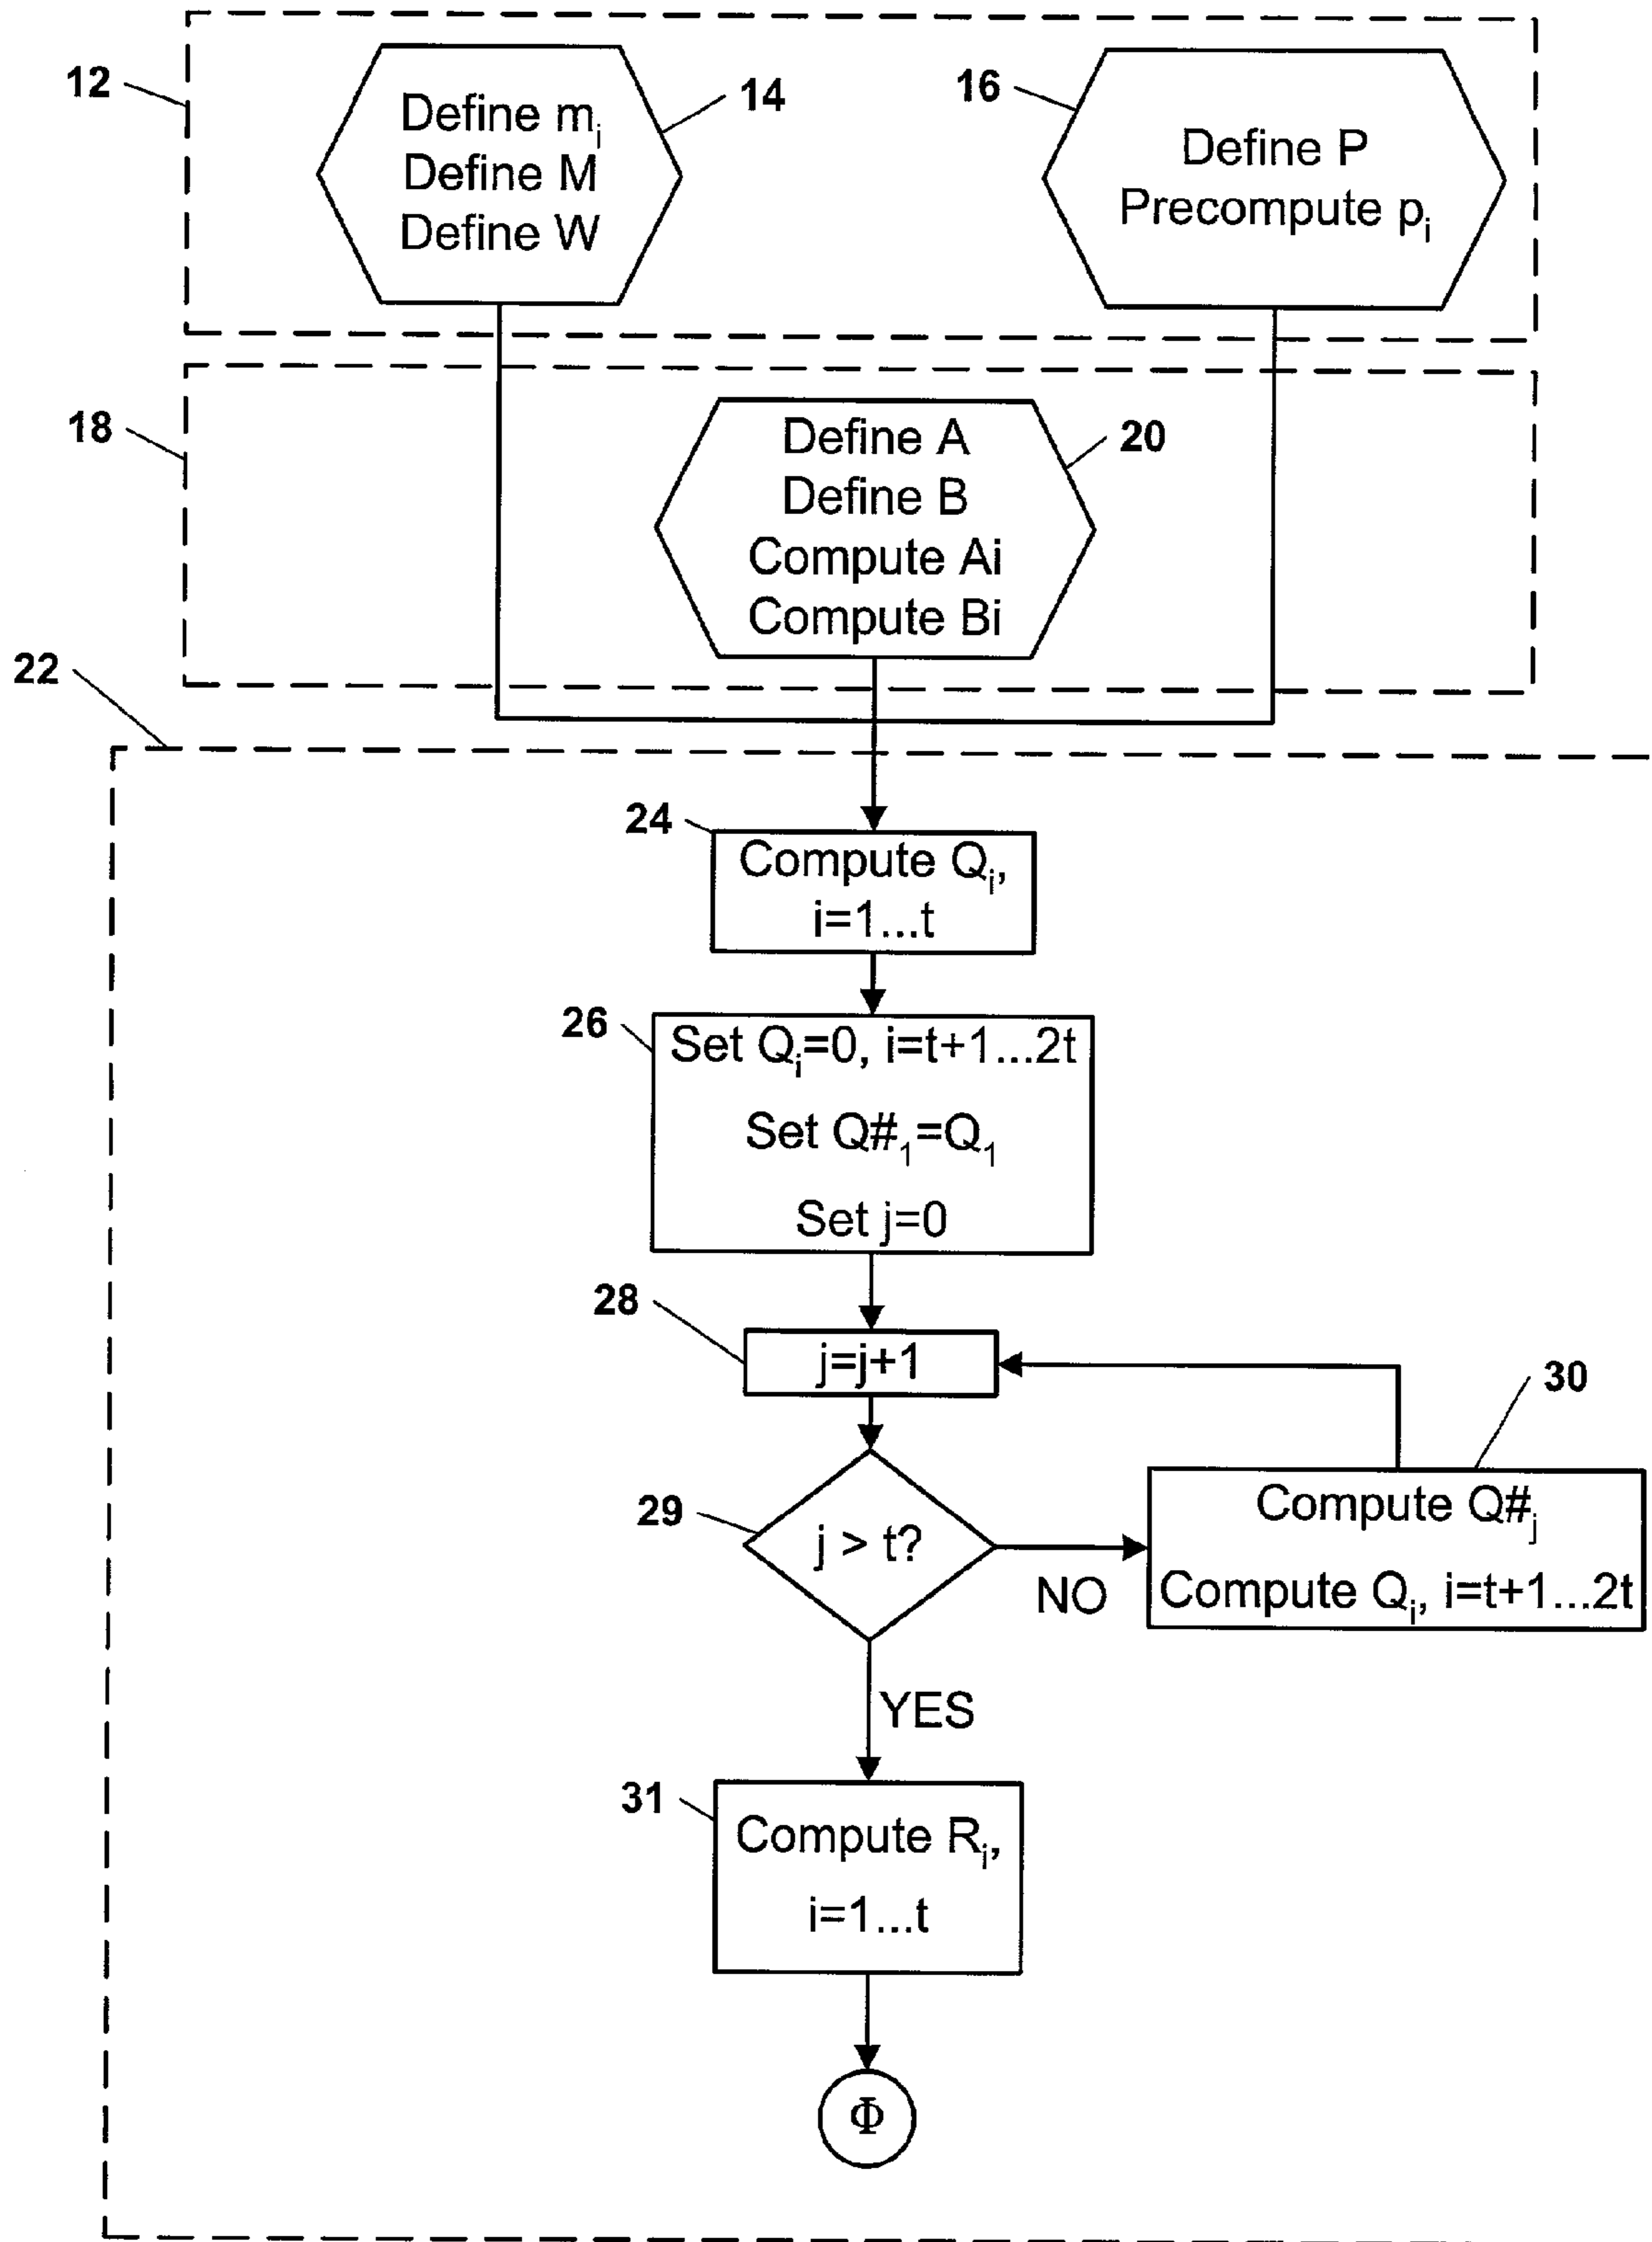 12
Define mᵢ
Define M
Define W
14
16
Define P
Precompute pᵢ
18
Define A
Define B
Compute Ai
Compute Bi
20
22
24
Compute Qᵢ,
i=1...t
26
Set Qᵢ=0, i=t+1...2t
Set Q#₁=Q₁
Set j=0
28
j=j+1
29
j > t?
NO
30
Compute Q#ⱼ
Compute Qᵢ, i=t+1...2t
YES
31
Compute Rᵢ,
i=1...t
Φ